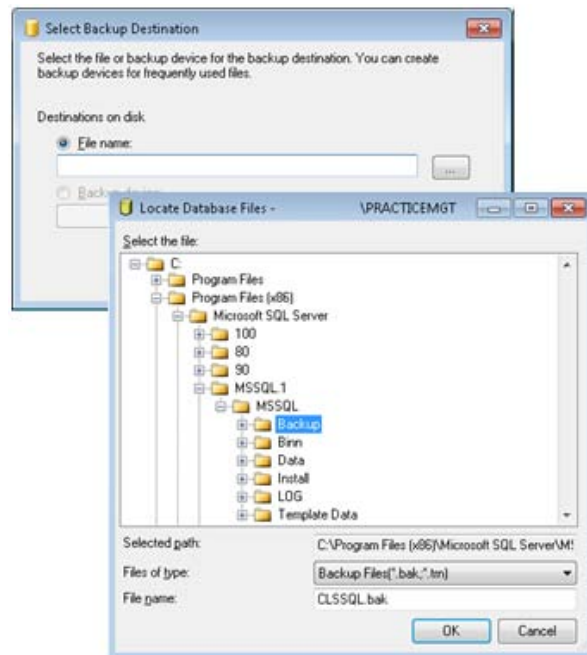 Select Backup Destination
Select the file or backup device for the backup destination. You can create
backup devices for frequently used files.
Destinations on disk
File name:
...
Locate Database Files - \PRACTICEMGT
Select the file:
C:
Program Files
Program Files (x86)
Microsoft SQL Server
100
80
90
MSSQL.1
MSSQL
Backup
Binn
Data
Install
LOG
Template Data
Selected path: C:\Program Files (x86)\Microsoft SQL Server\M
Files of type: Backup Files(*.bak;*.trn)
File name: CLSSQL.bak
OK Cancel